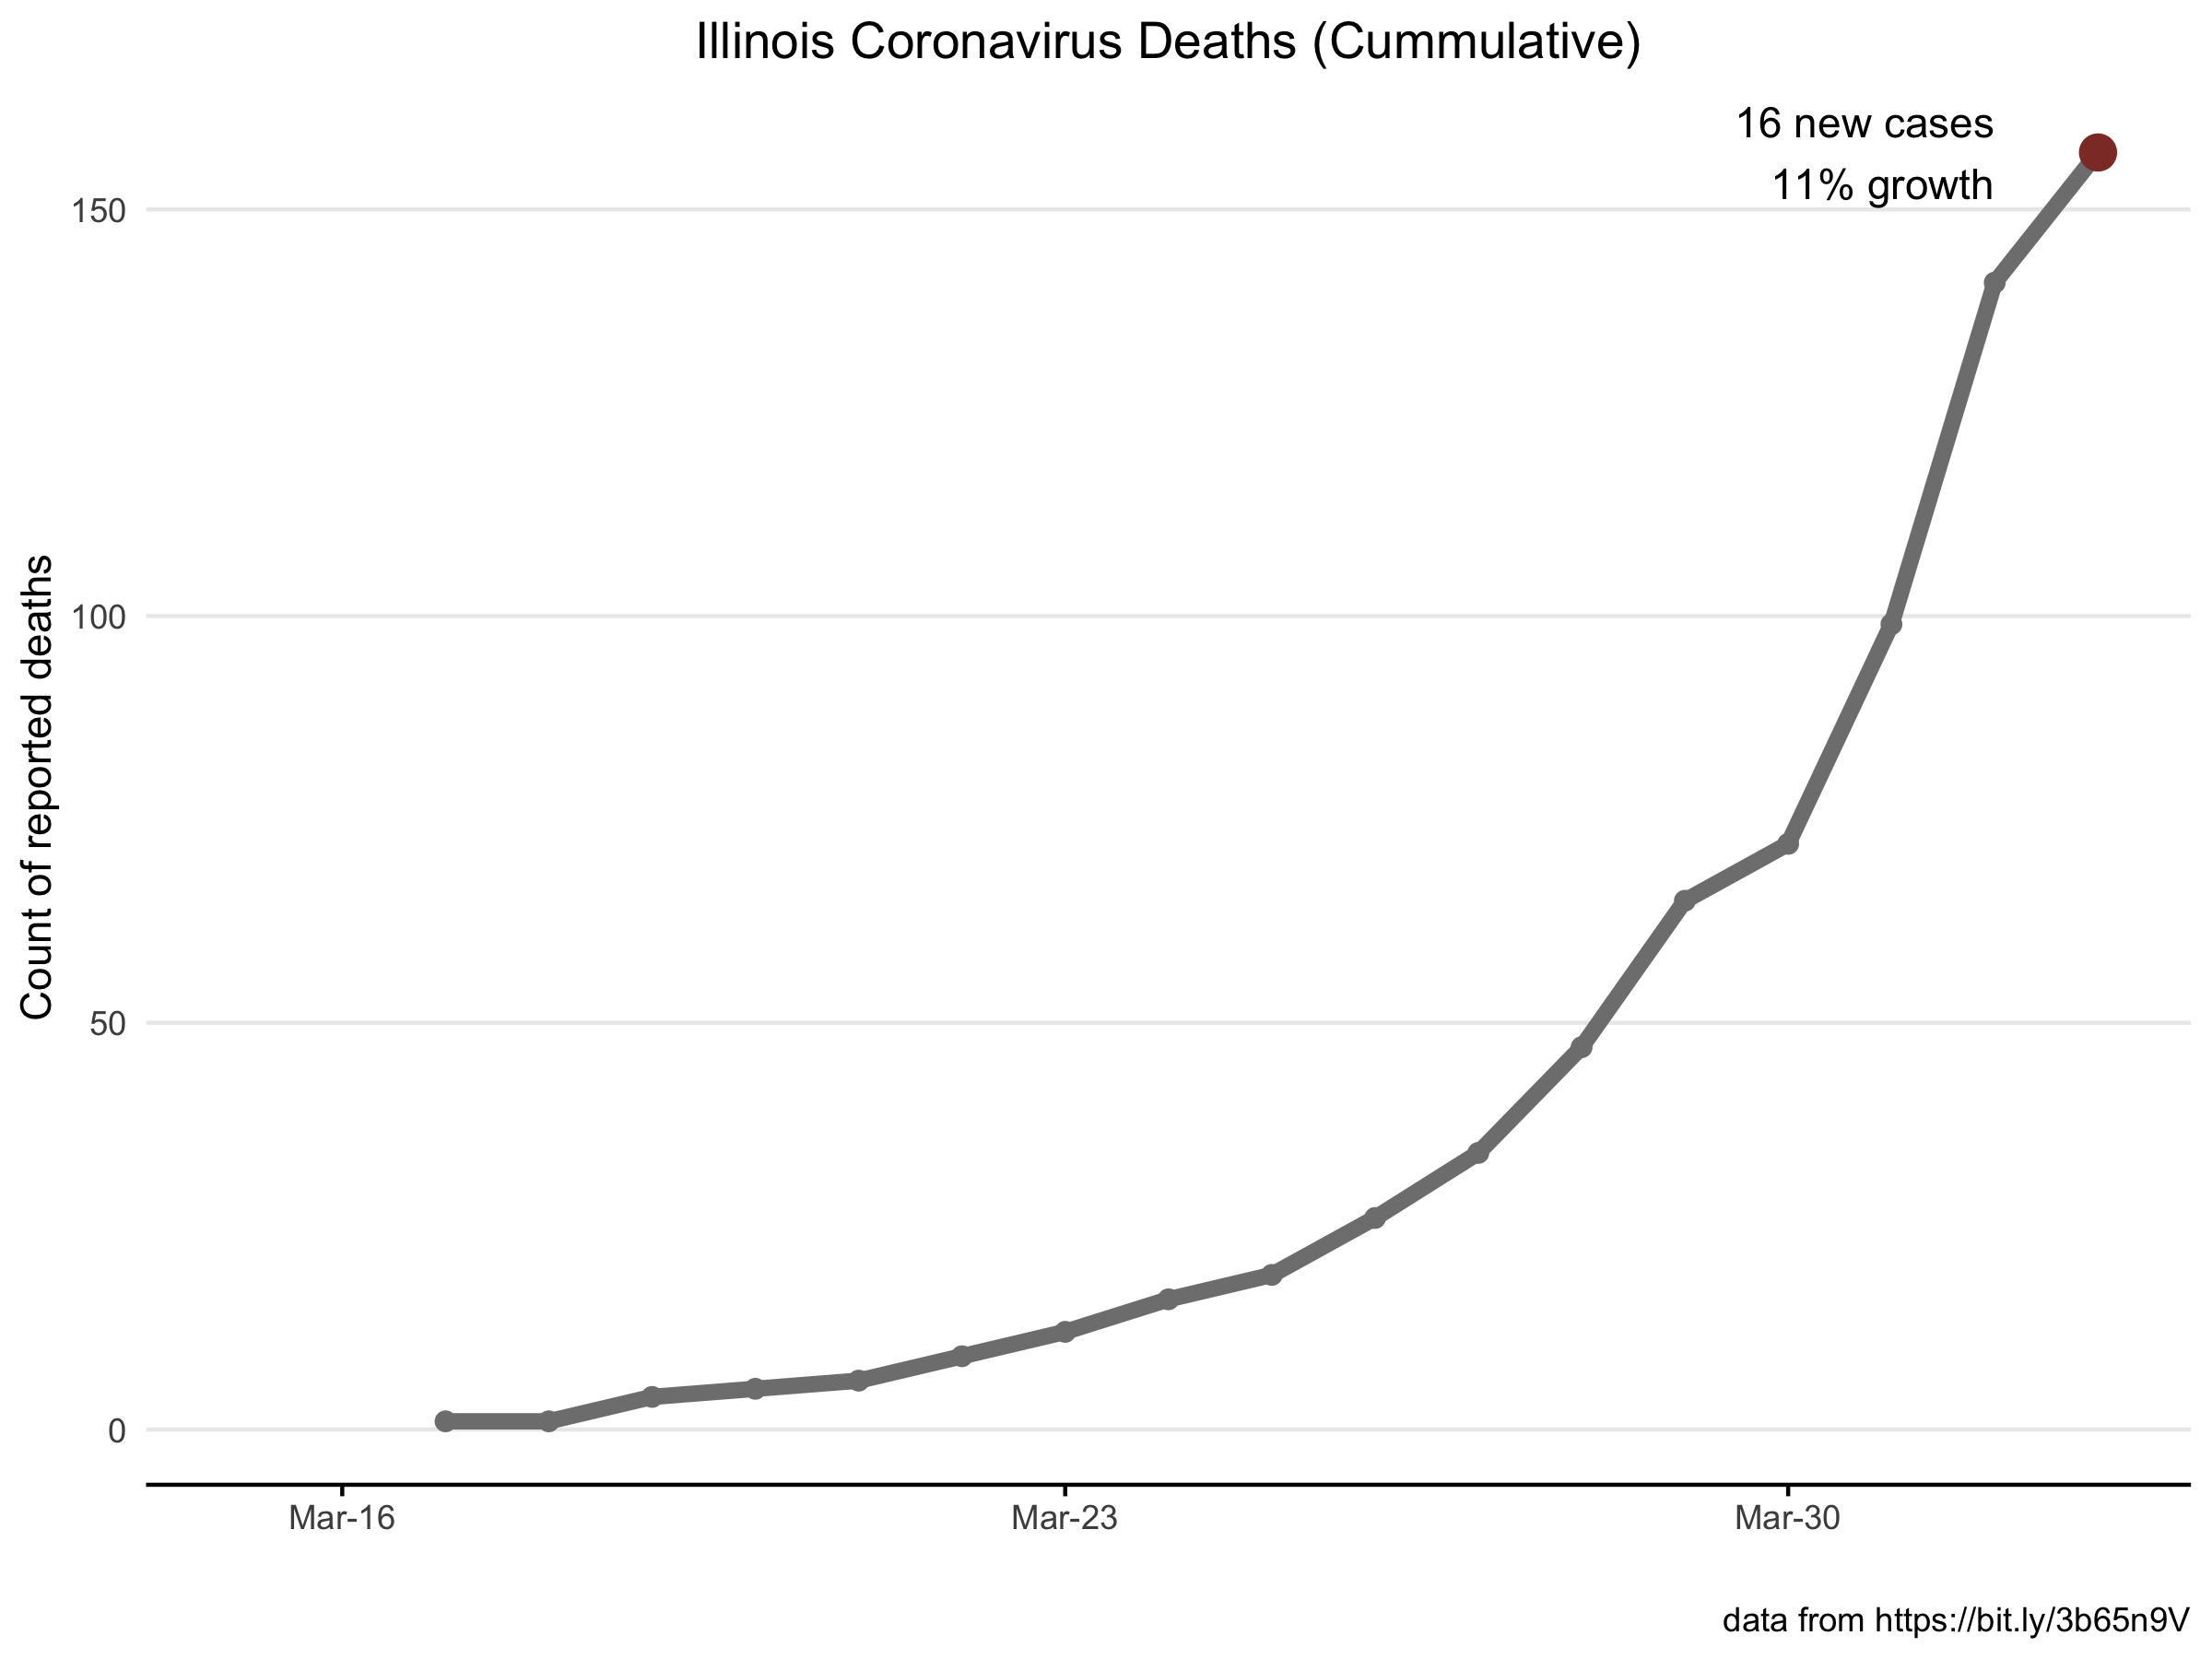 Illinois Coronavirus Deaths (Cummulative)
16 new cases
11% growth
Count of reported deaths
150
100
50
0
Mar-16
Mar-23
Mar-30
data from https://bit.ly/3b65n9V